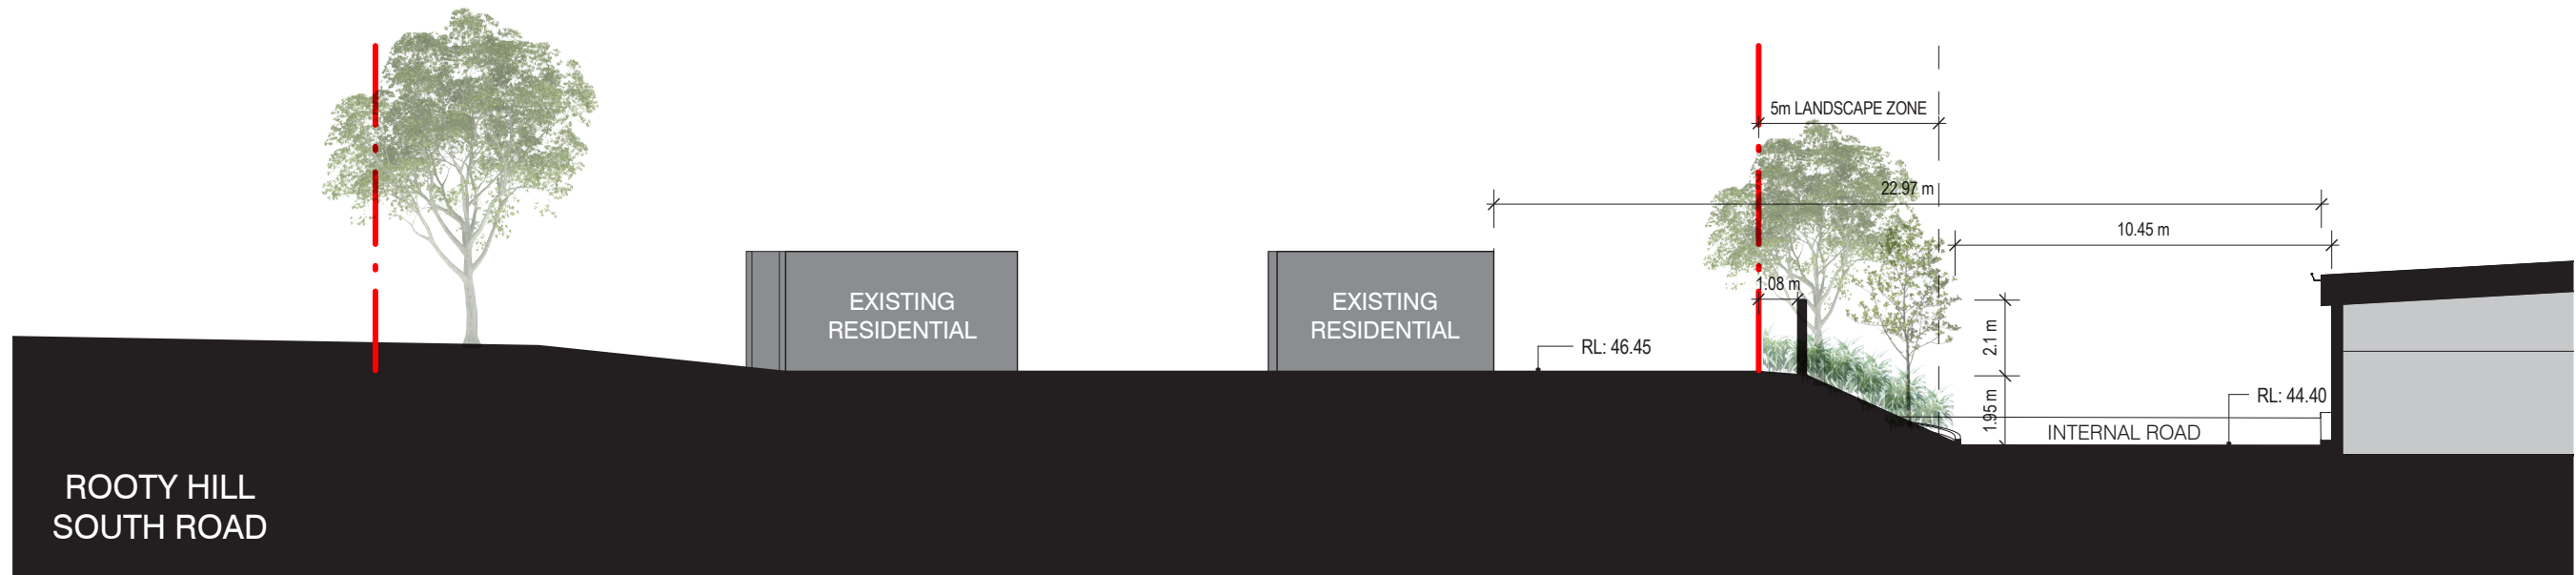 5m LANDSCAPE ZONE
22.97 m
10.45 m
1.08 m
EXISTING
RESIDENTIAL
EXISTING
RESIDENTIAL
RL: 46.45
2.1 m
1.95 m
RL: 44.40
INTERNAL ROAD
ROOTY HILL
SOUTH ROAD